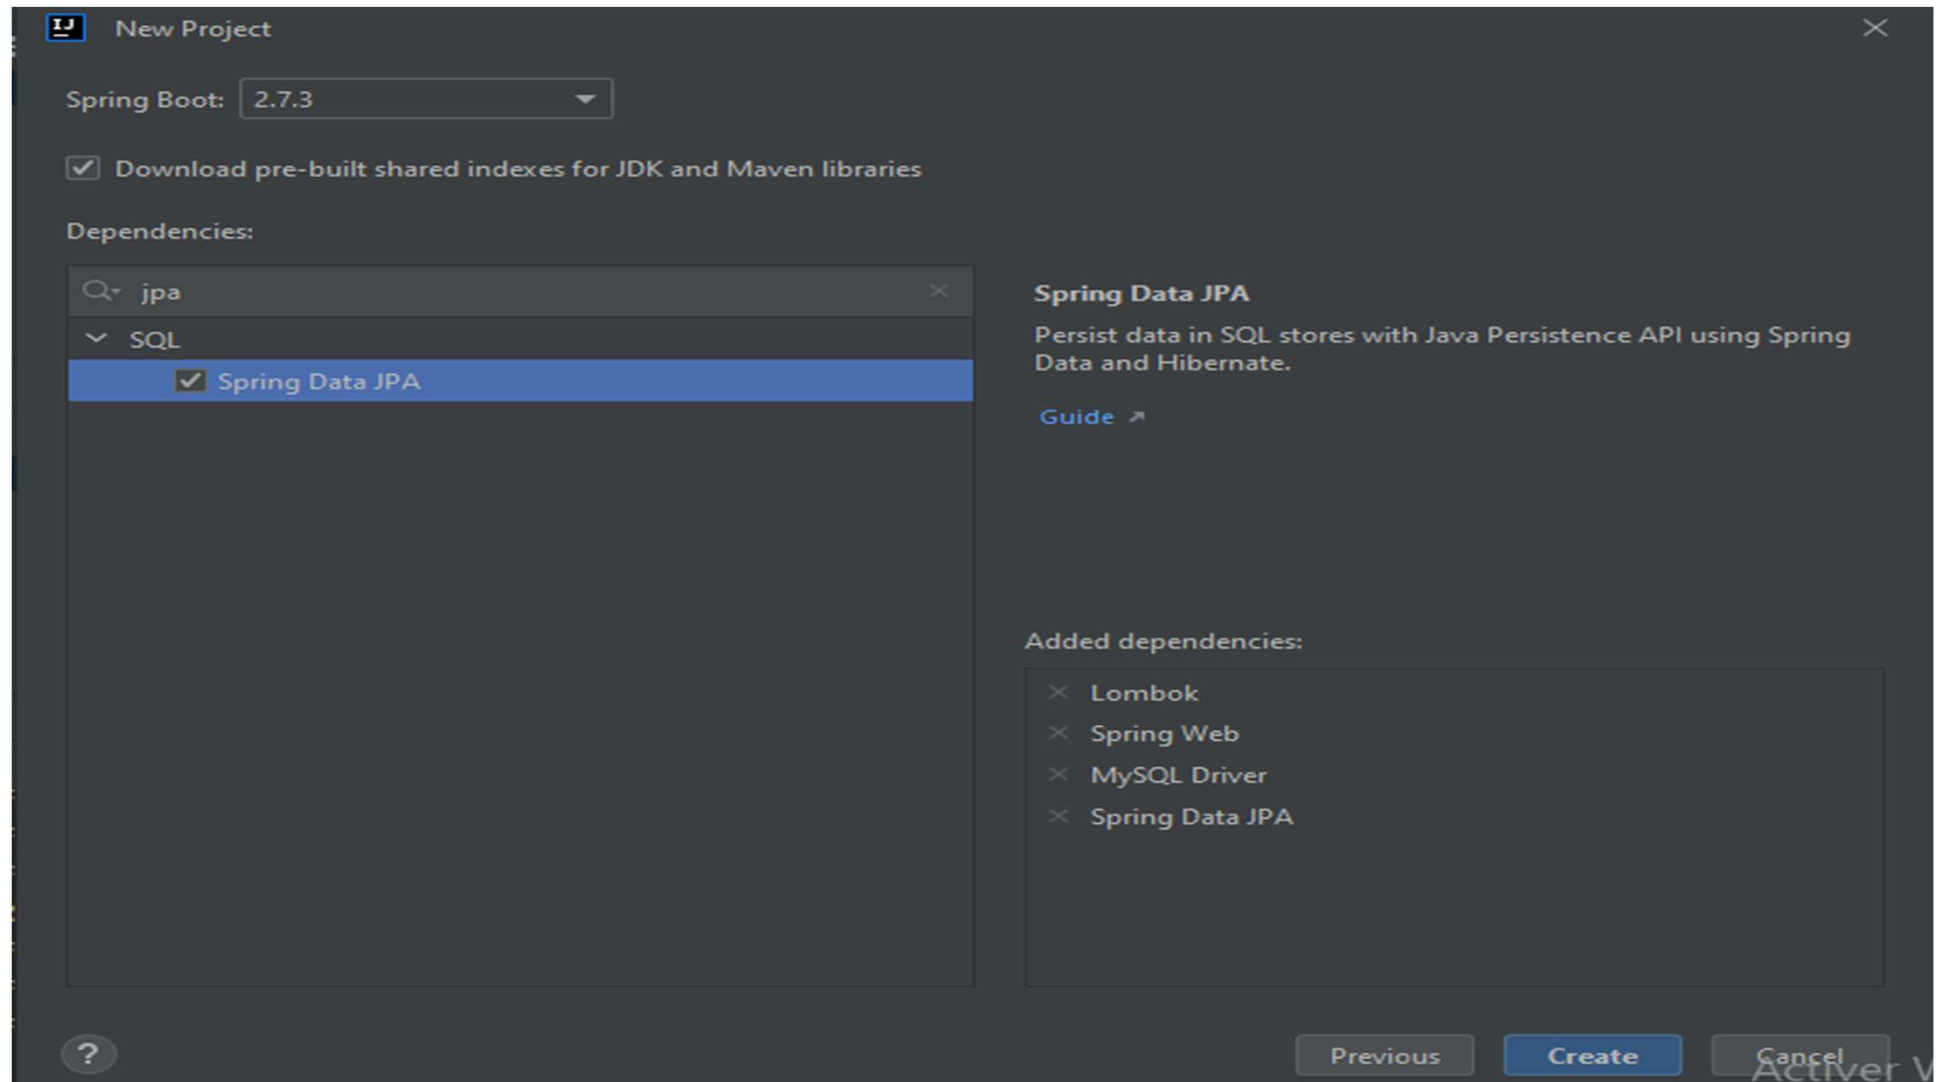 IJ New Project
Spring Boot: 2.7.3
Download pre-built shared indexes for JDK and Maven libraries
Dependencies:
jpa
SQL
Spring Data JPA
Spring Data JPA
Persist data in SQL stores with Java Persistence API using Spring
Data and Hibernate.
Guide
Added dependencies:
Lombok
Spring Web
MySQL Driver
Spring Data JPA
? Previous Create Cancel
Activer